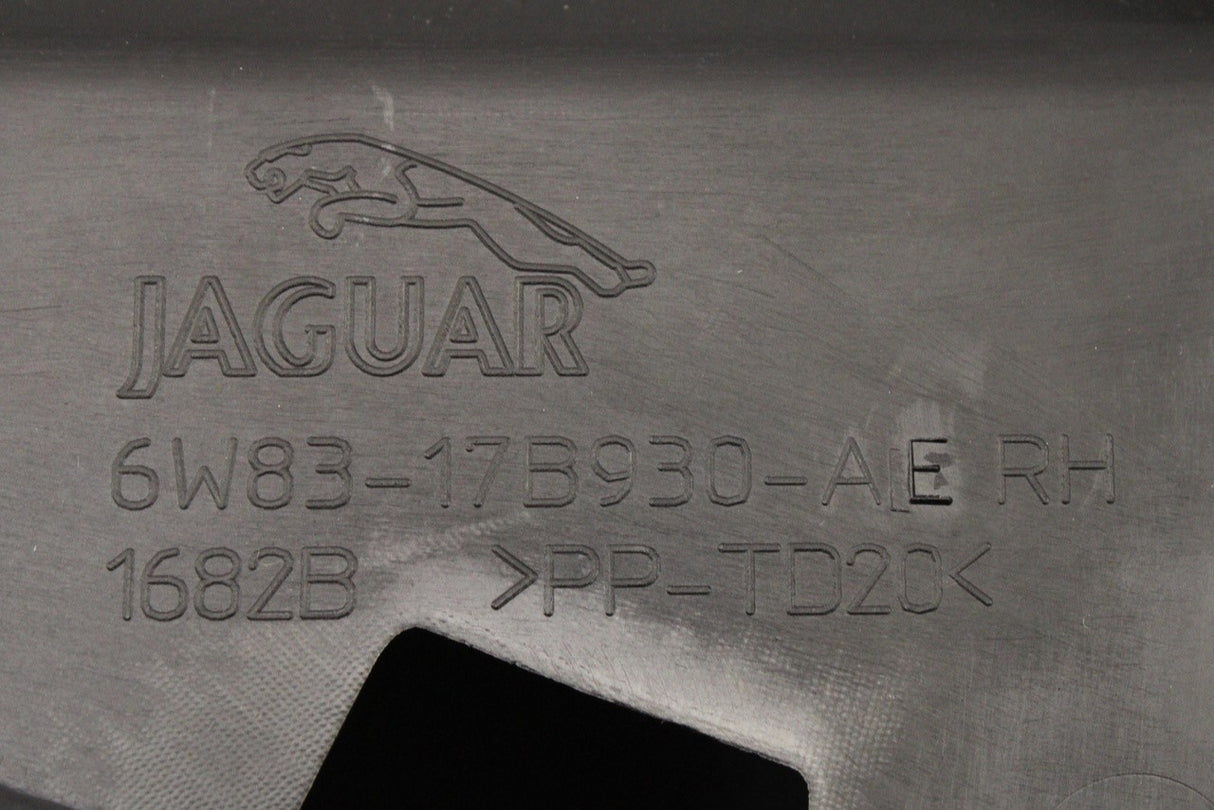 JAGUAR
6W83-17B930-AE RH
1682B >PP-TD20<